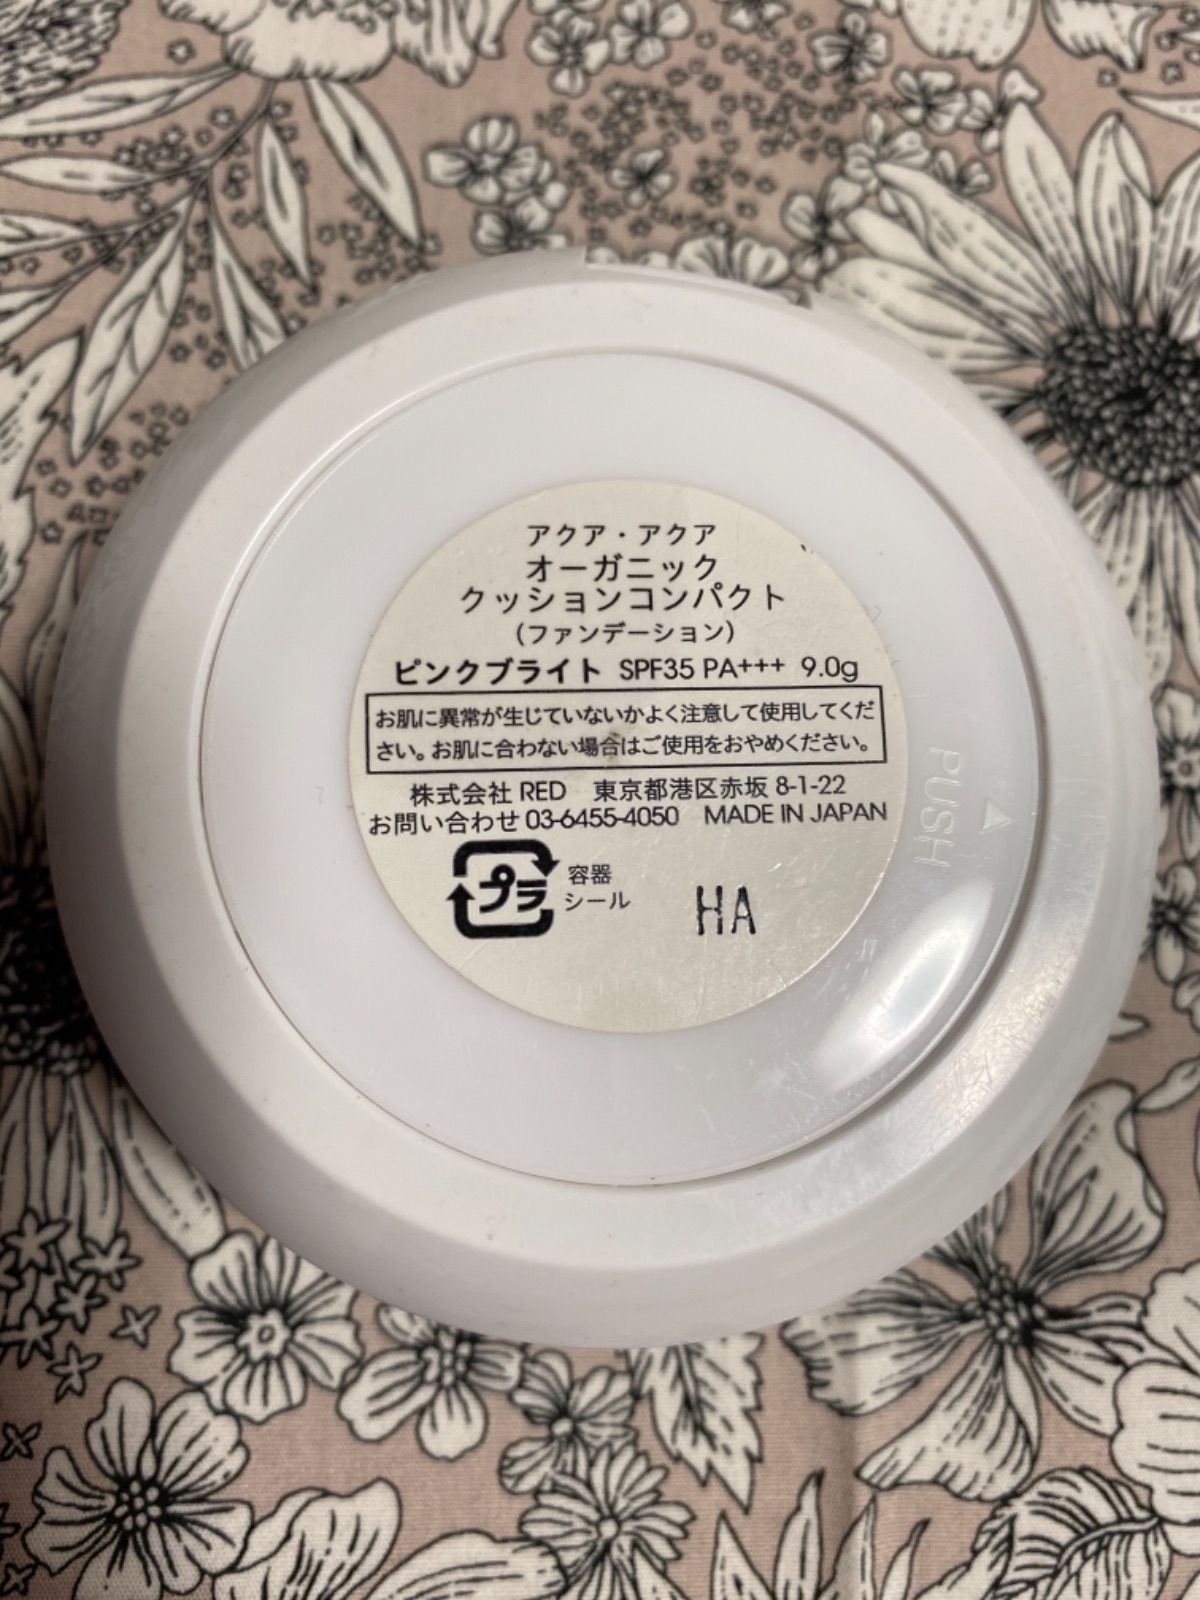 アクア・アクア
オーガニック
クッションコンパクト
(ファンデーション)
ピンクブライト SPF35 PA+++ 9.0g
お肌に異常が生じていないかよく注意して使用してくだ
さい。お肌に合わない場合はご使用をおやめください。
株式会社 RED 東京都港区赤坂 8-1-22
お問い合わせ 03-6455-4050 MADE IN JAPAN
プラ
容器
シール
HA
PUSH